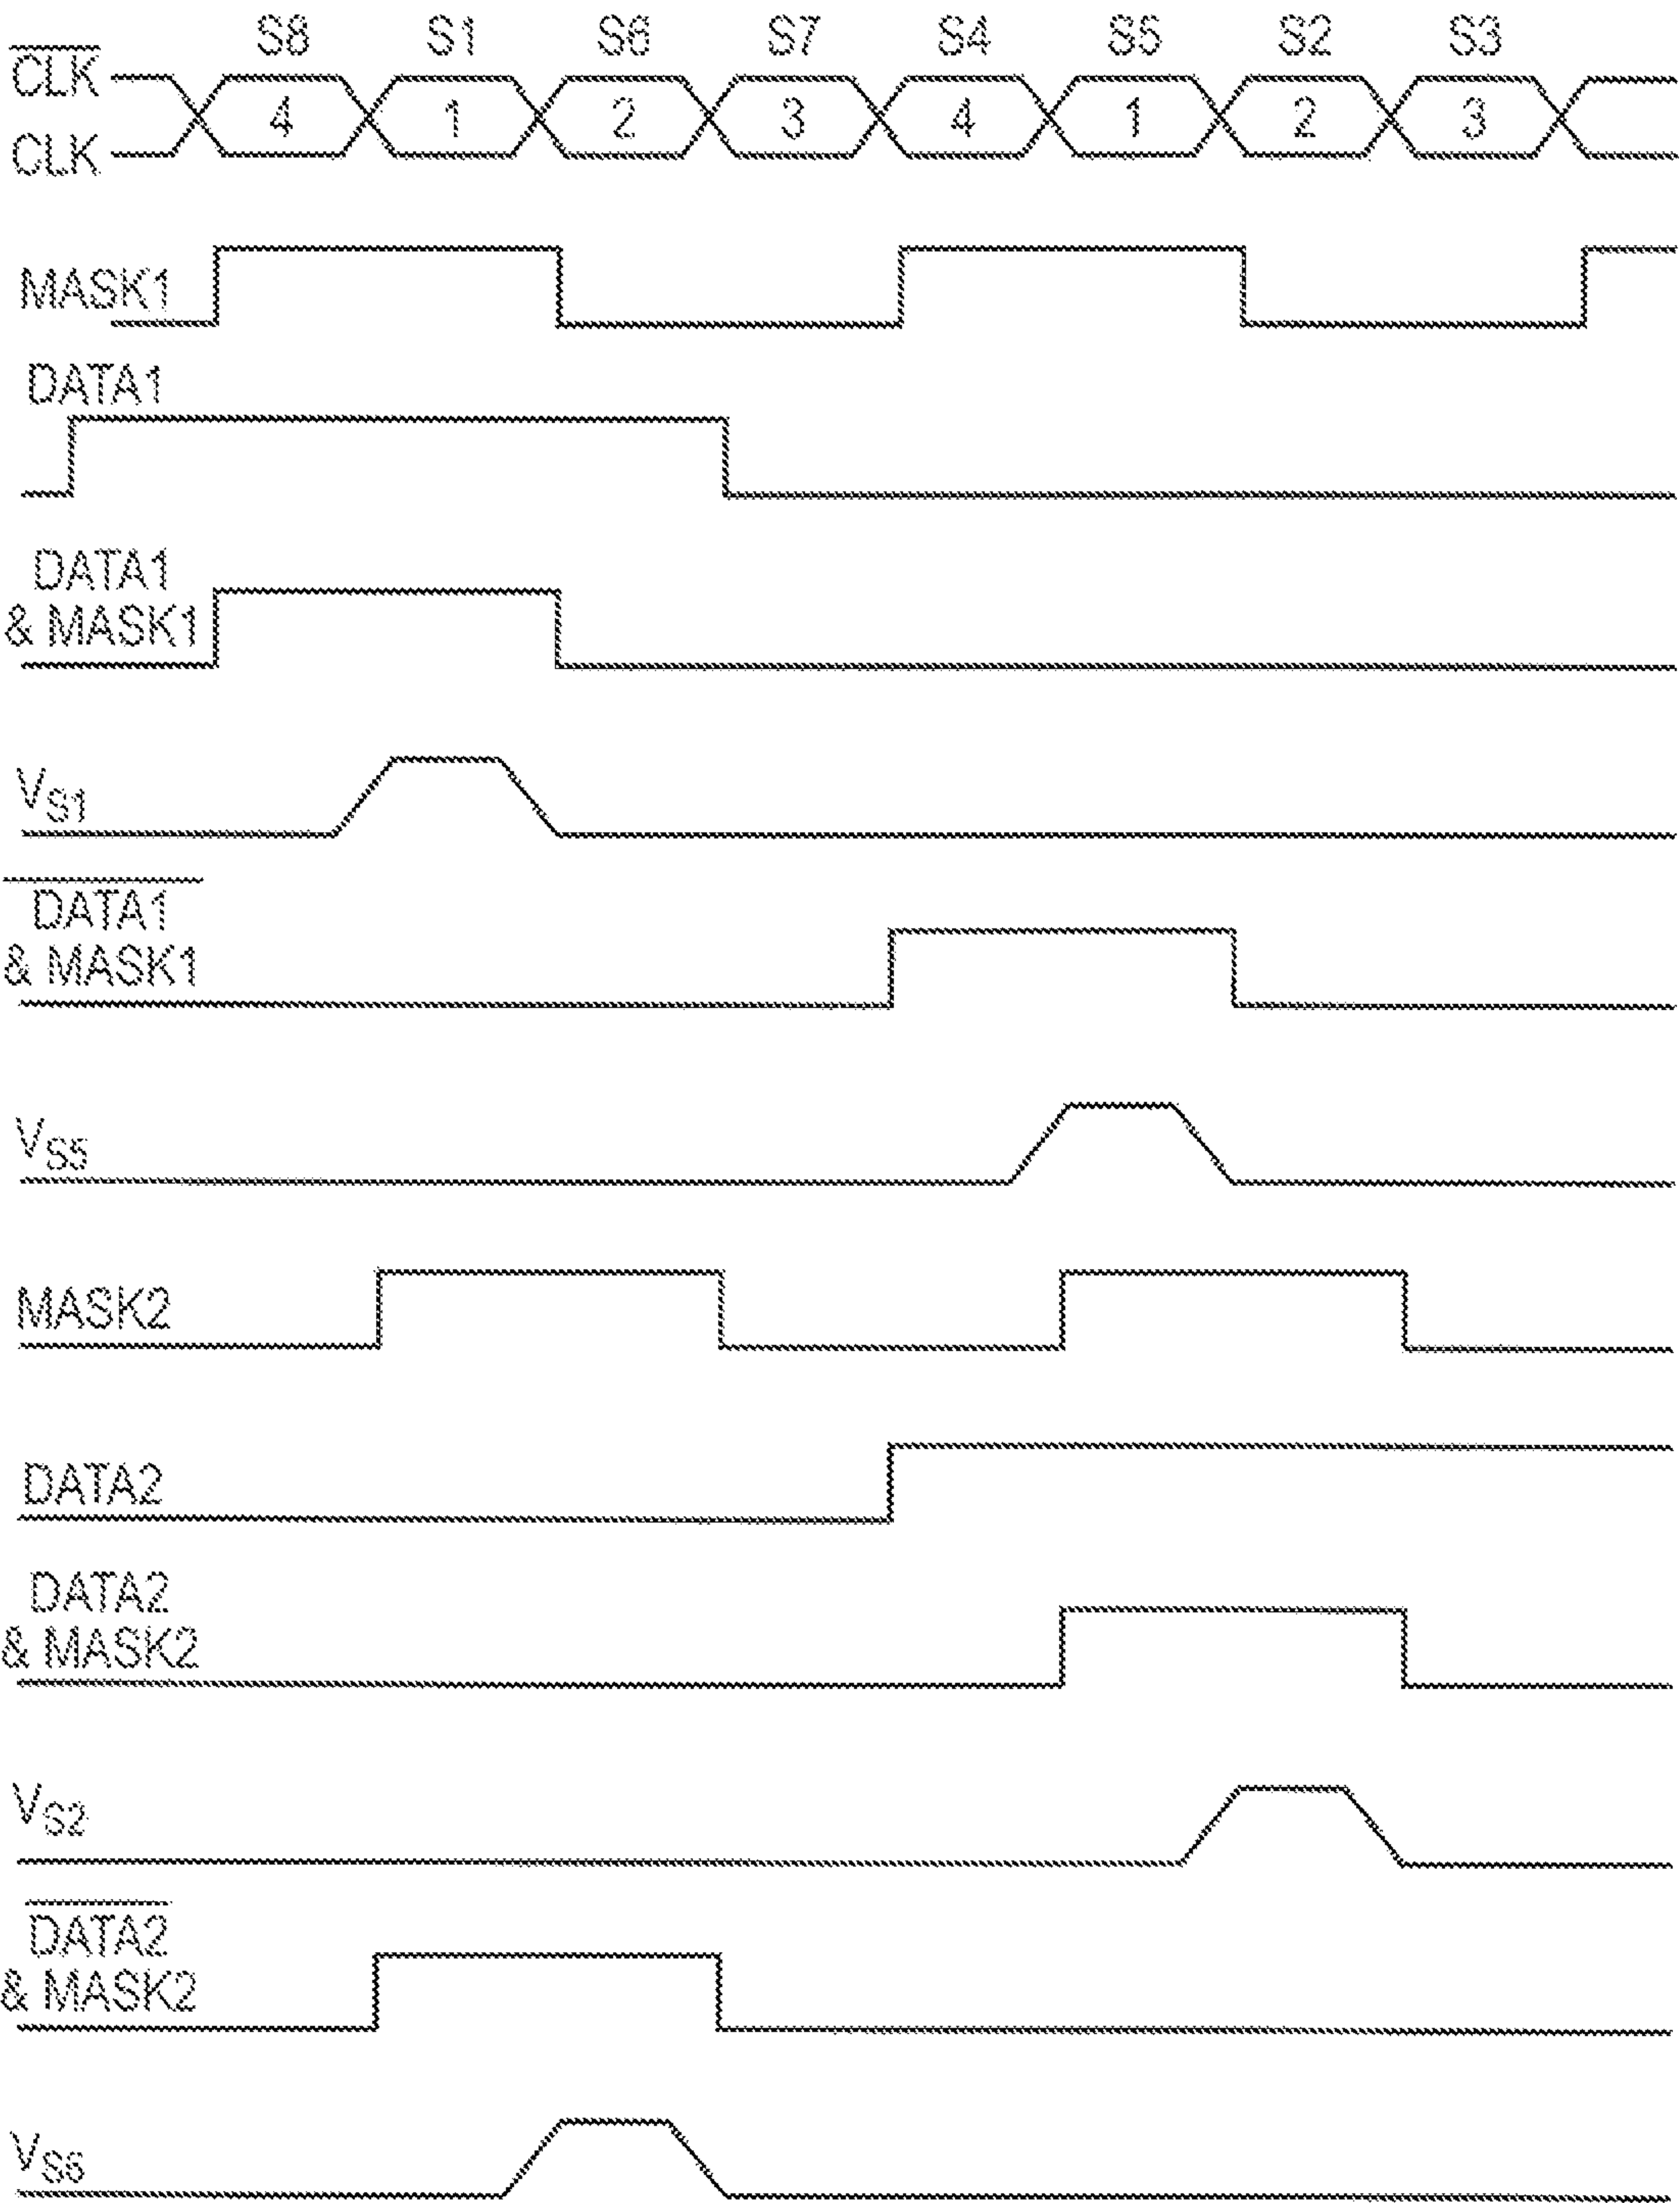 S8 S1 S6 S7 S4 S5 S2 S3
CLK
4 1 2 3 4 1 2 3
CLK
MASK1
DATA1
DATA1
& MASK1
VS1
DATA1
& MASK1
VS5
MASK2
DATA2
DATA2
& MASK2
VS2
DATA2
& MASK2
VS6